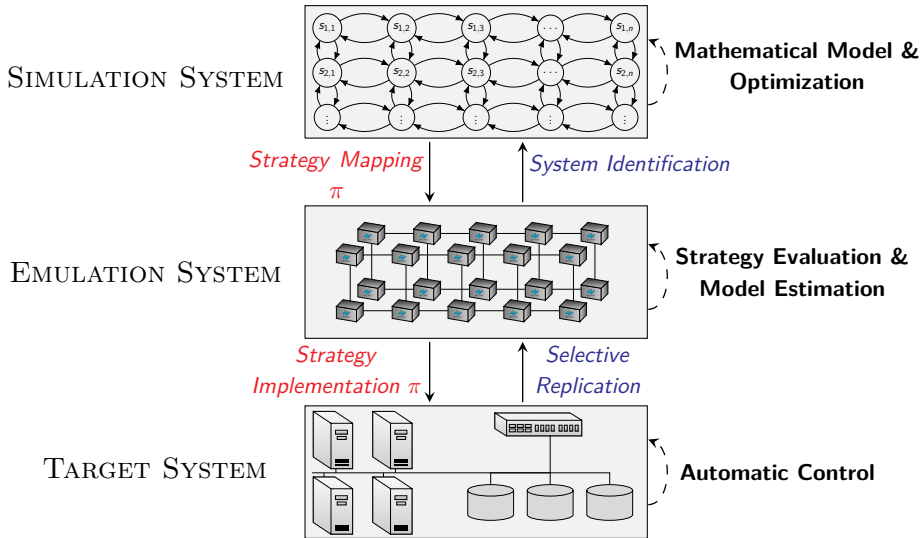 s1,1 s1,2 s1,3 ··· s1,n
SIMULATION SYSTEM
s2,1 s2,2 s2,3 ··· s2,n
⋮ ⋮ ⋮ ⋮ ⋮
Mathematical Model &
Optimization
Strategy Mapping
π
System Identification
EMULATION SYSTEM
Strategy Evaluation &
Model Estimation
Strategy
Implementation π
Selective
Replication
TARGET SYSTEM
Automatic Control